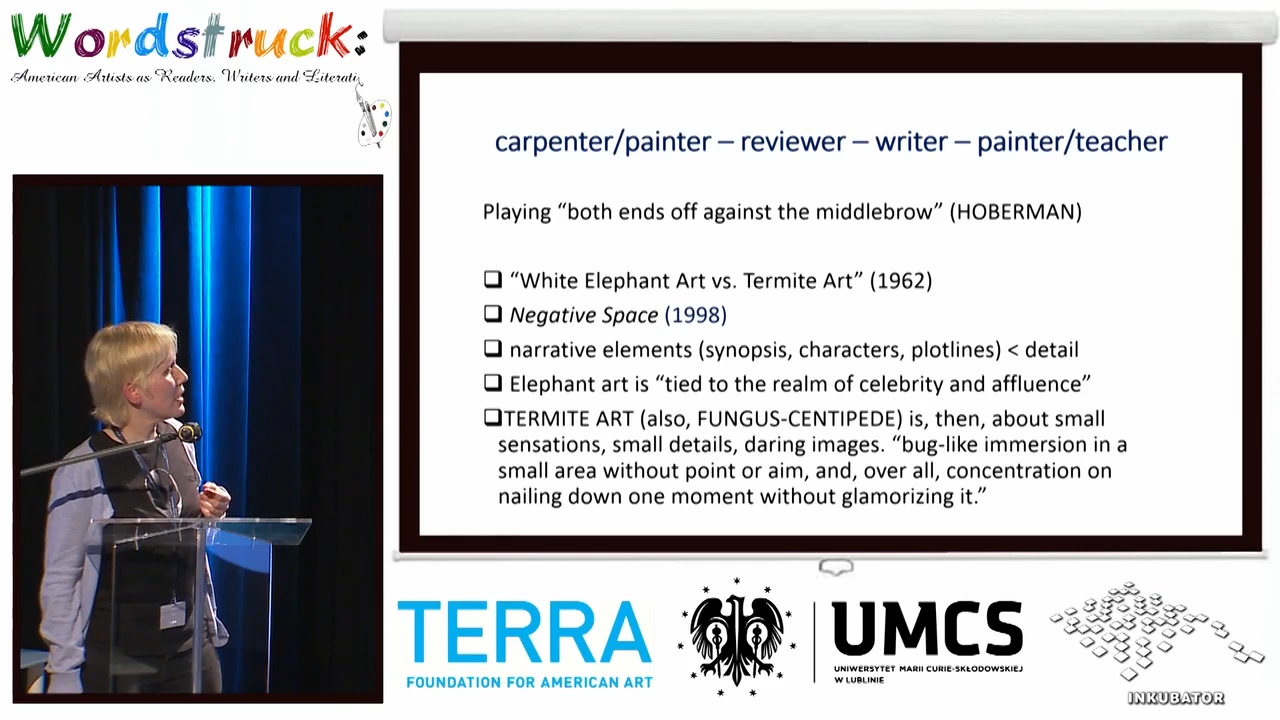 Wordstruck:
American Artists as Readers, Writers and Literati
carpenter/painter – reviewer – writer – painter/teacher
Playing “both ends off against the middlebrow” (HOBERMAN)
“White Elephant Art vs. Termite Art” (1962)
Negative Space (1998)
narrative elements (synopsis, characters, plotlines) < detail
Elephant art is “tied to the realm of celebrity and affluence”
TERMITE ART (also, FUNGUS-CENTIPEDE) is, then, about small
sensations, small details, daring images. “bug-like immersion in a
small area without point or aim, and, over all, concentration on
nailing down one moment without glamorizing it.”
TERRA
FOUNDATION FOR AMERICAN ART
UMCS
UNIWERSYTET MARII CURIE-SKŁODOWSKIEJ
W LUBLINIE
INKUBATOR